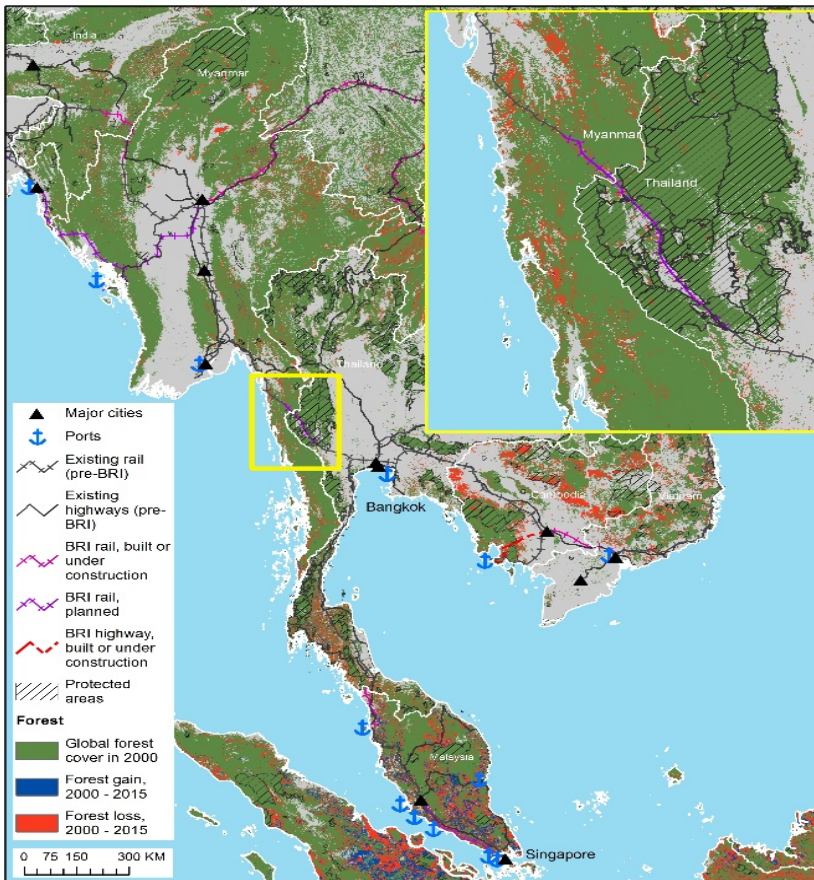 India
Myanmar
Myanmar
Thailand
Thailand
Bangkok
Cambodia
Vietnam
Malaysia
Singapore
Major cities
Ports
Existing rail
(pre-BRI)
Existing
highways (pre-
BRI)
BRI rail, built or
under
construction
BRI rail,
planned
BRI highway,
built or under
construction
Protected
areas
Forest
Global forest
cover in 2000
Forest gain,
2000 - 2015
Forest loss,
2000 - 2015
0 75 150 300 KM